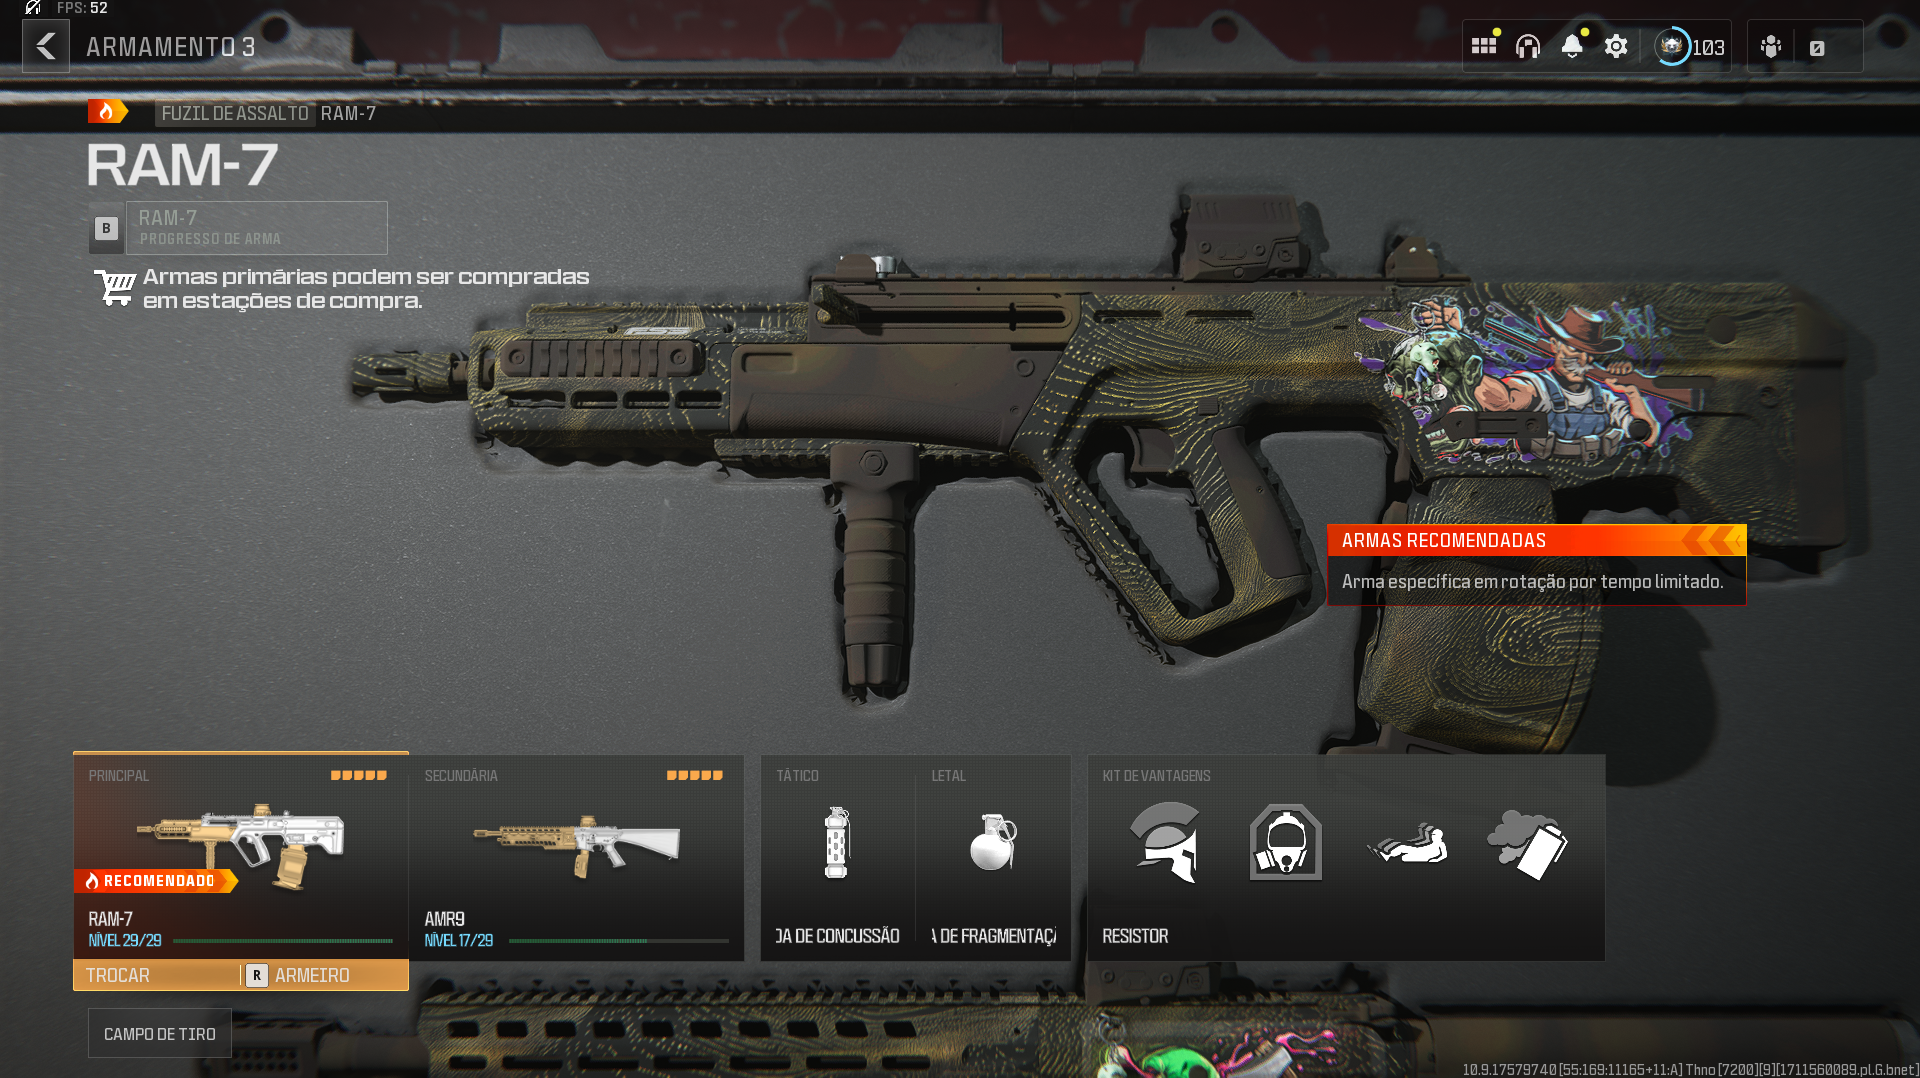 FPS: 52
ARMAMENTO 3
103
0
FUZIL DE ASSALTO RAM-7
RAM-7
B
RAM-7
PROGRESSO DE ARMA
Armas primárias podem ser compradas
em estações de compra.
ARMAS RECOMENDADAS
Arma específica em rotação por tempo limitado.
PRINCIPAL
SECUNDÁRIA
TÁTICO
LETAL
KIT DE VANTAGENS
RECOMENDADO
RAM-7
NÍVEL 29/29
AMR9
NÍVEL 17/29
DA DE CONCUSSÃO
A DE FRAGMENTAÇÃ
RESISTOR
TROCAR
R ARMEIRO
CAMPO DE TIRO
10.9.17579740 [55:169:11165+11:A] Thno [7200][9][1711560089.pl.G.bnet]